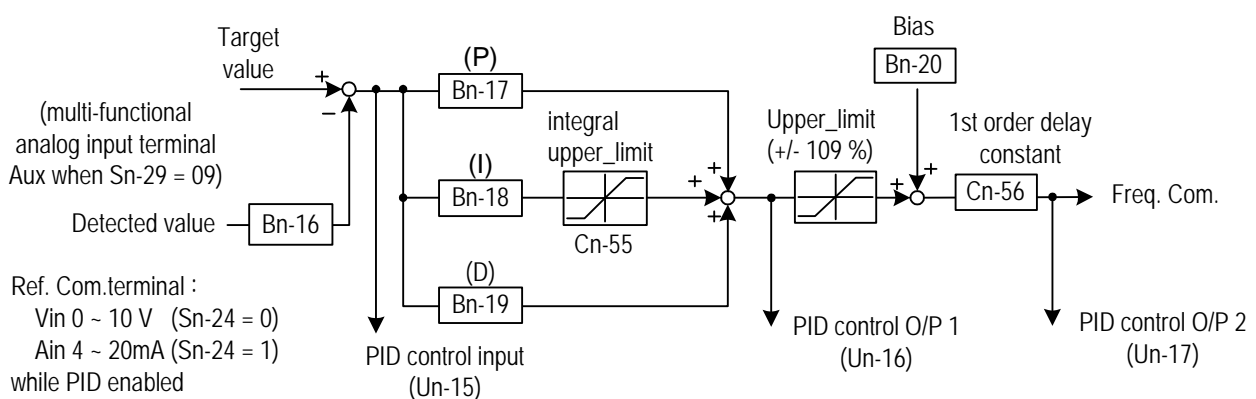 Target
value
(multi-functional
analog input terminal
Aux when Sn-29 = 09)
Detected value
Bn-16
Ref. Com.terminal :
Vin 0 ~ 10 V (Sn-24 = 0)
Ain 4 ~ 20mA (Sn-24 = 1)
while PID enabled
+
−
(P)
Bn-17
(I)
Bn-18
(D)
Bn-19
PID control input
(Un-15)
integral
upper_limit
Cn-55
+
+
+
Upper_limit
(+/- 109 %)
PID control O/P 1
(Un-16)
Bias
Bn-20
+
+
1st order delay
constant
Cn-56
Freq. Com.
PID control O/P 2
(Un-17)